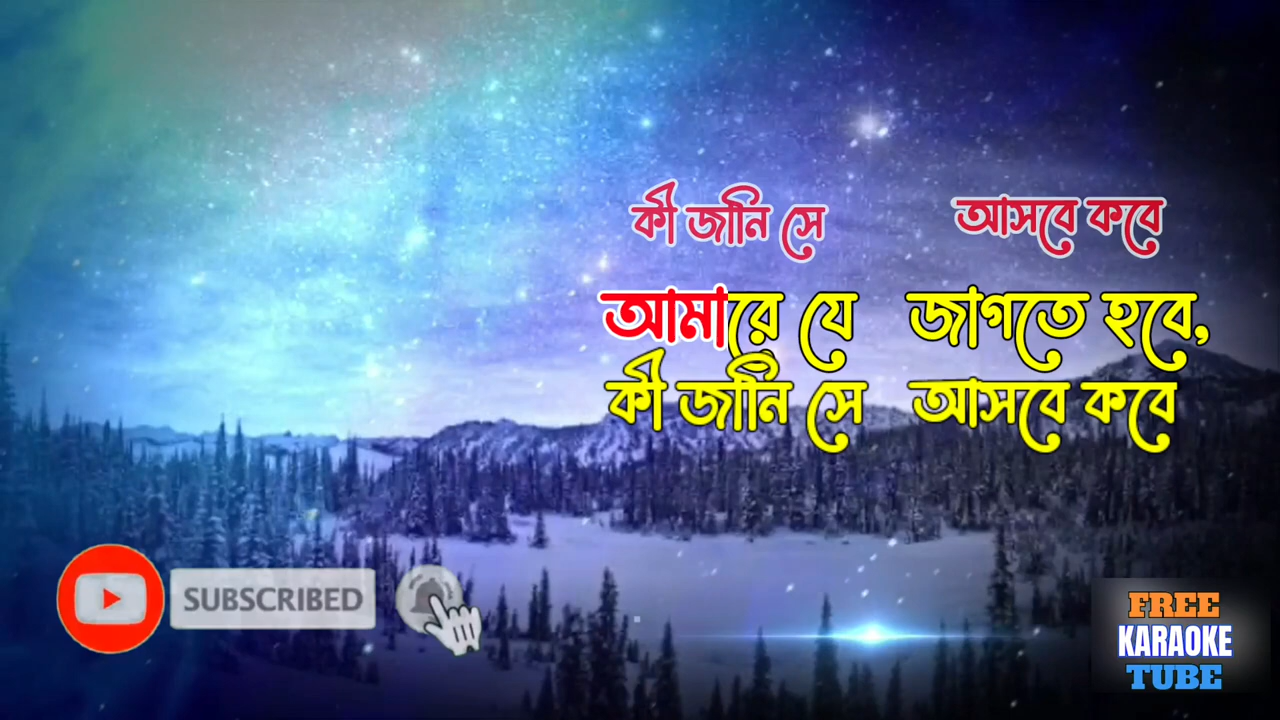 কী জানি সে আসবে কবে
আমারে যে জাগতে হবে,
কী জানি সে আসবে কবে
SUBSCRIBED
FREE
KARAOKE
TUBE